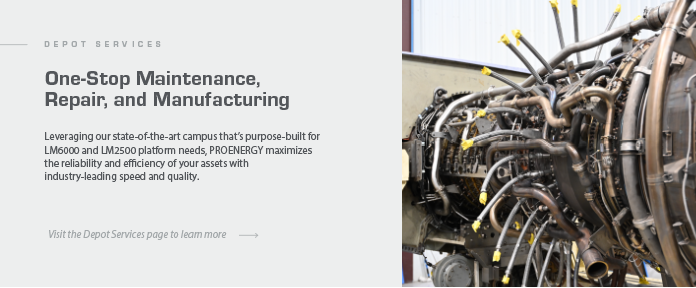 DEPOT SERVICES
One-Stop Maintenance,
Repair, and Manufacturing
Leveraging our state-of-the-art campus that's purpose-built for
LM6000 and LM2500 platform needs, PROENERGY maximizes
the reliability and efficiency of your assets with
industry-leading speed and quality.
Visit the Depot Services page to learn more